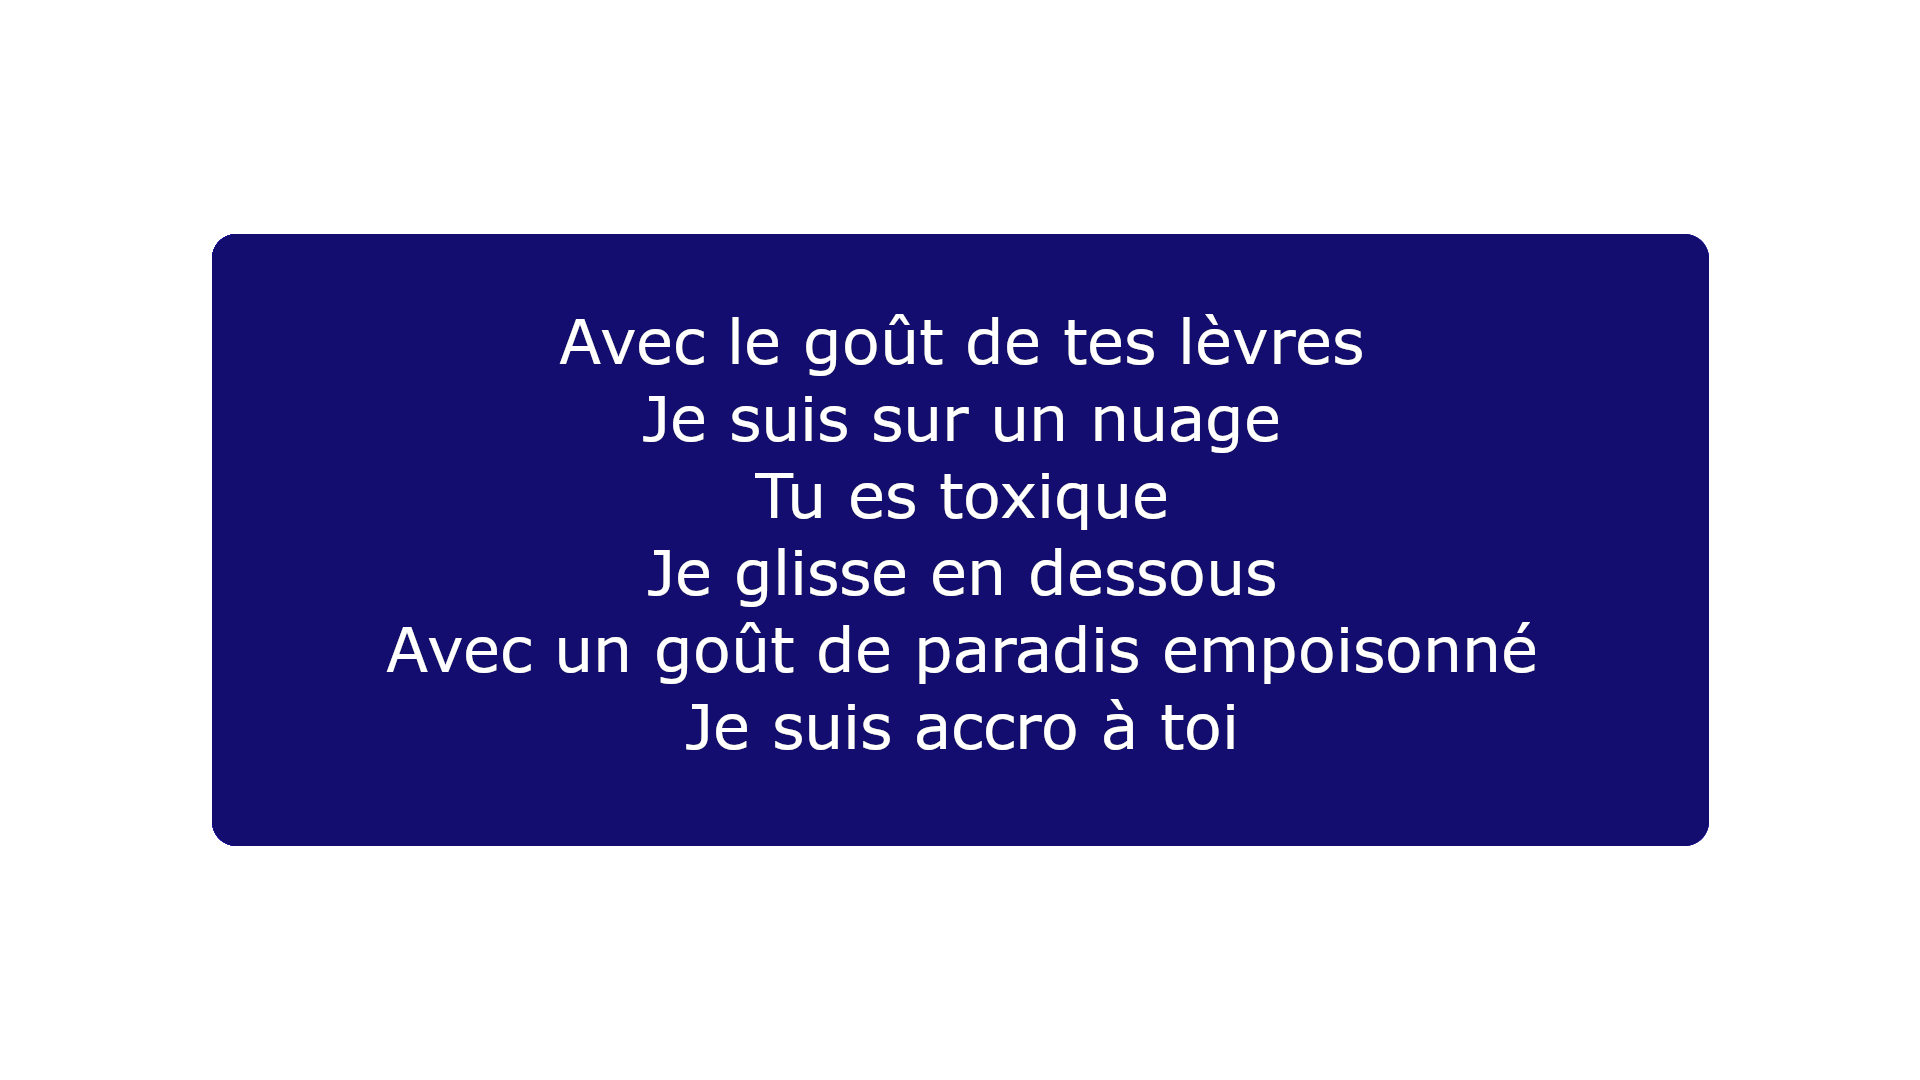 Avec le goût de tes lèvres
Je suis sur un nuage
Tu es toxique
Je glisse en dessous
Avec un goût de paradis empoisonné
Je suis accro à toi